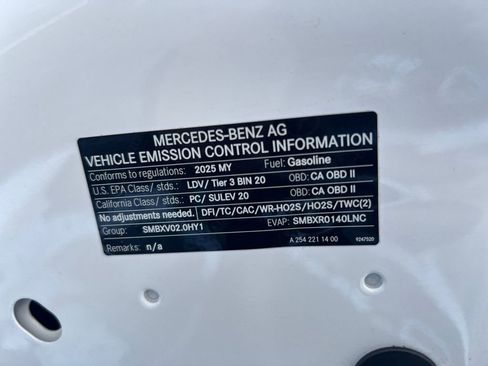 MERCEDES-BENZ AG
VEHICLE EMISSION CONTROL INFORMATION
Conforms to regulations: 2025 MY Fuel: Gasoline
U.S. EPA Class/ stds.: LDV/ Tier 3 BIN 20 OBD: CA OBD II
California Class/ stds.: PC/ SULEV 20 OBD: CA OBD II
No adjustments needed. DFI/TC/CAC/WR-HO2S/HO2S/TWC(2)
Group: SMBXV02.0HY1 EVAP: SMBXR0140LNC
Remarks: n/a A 254 221 14 00 9247520